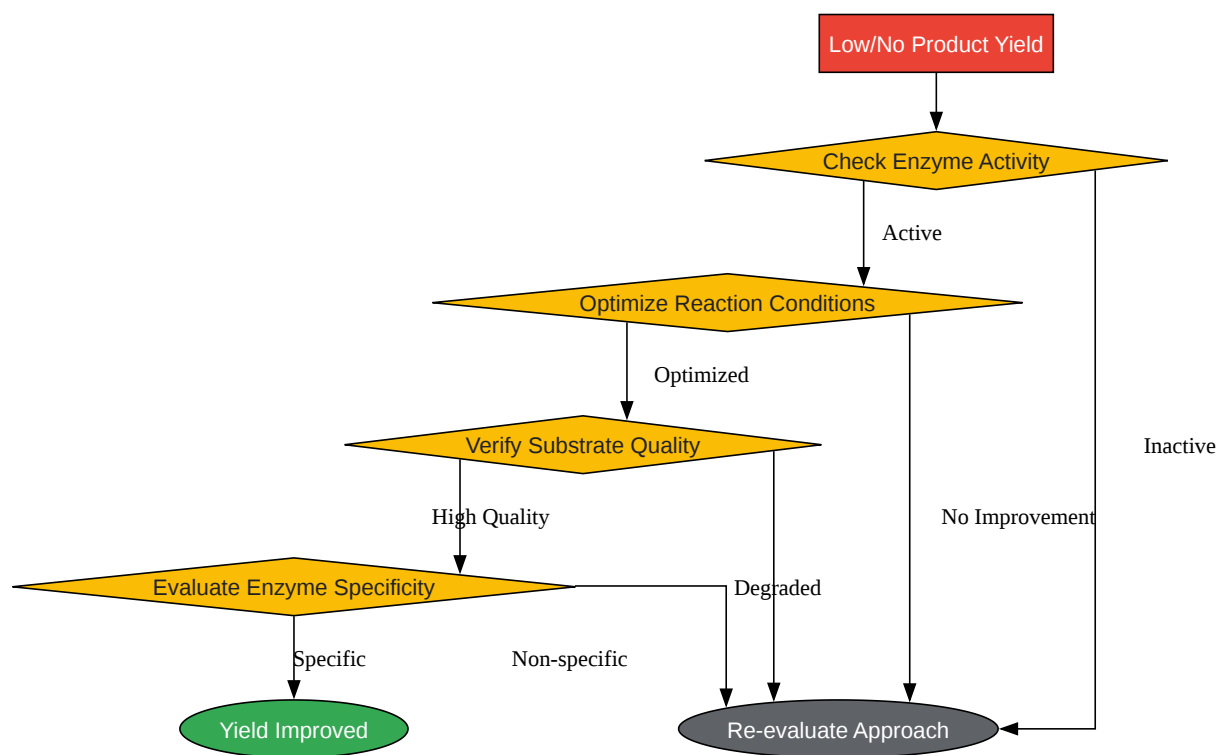 Low/No Product Yield
Check Enzyme Activity
Active
Optimize Reaction Conditions
Optimized
Verify Substrate Quality
Inactive
High Quality
No Improvement
Evaluate Enzyme Specificity
Degraded
Specific
Non-specific
Yield Improved
Re-evaluate Approach